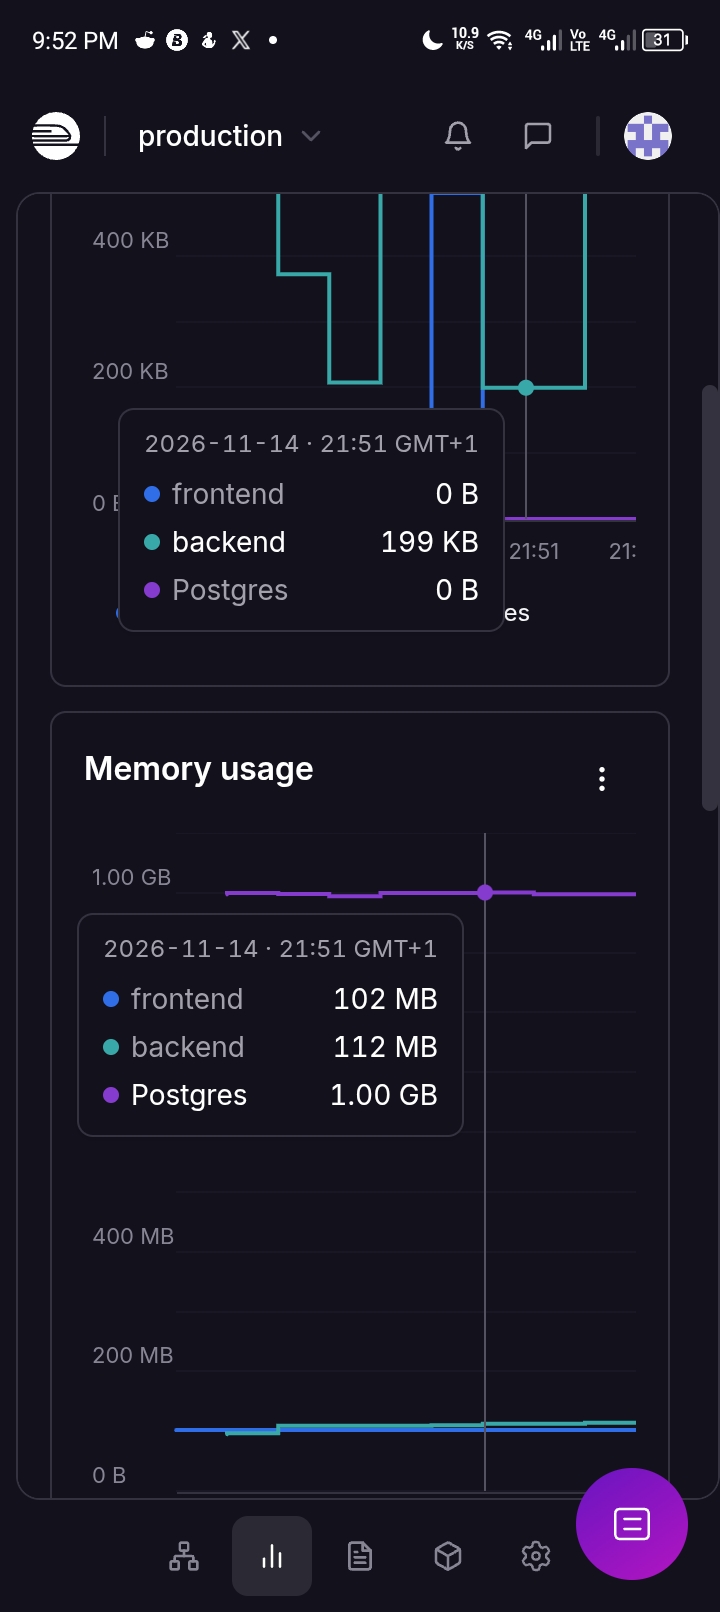 9:52 PM 10.9 K/S 4G Vo LTE 4G 31
production
400 KB
200 KB
2026-11-14 · 21:51 GMT+1
frontend 0 B
0
backend 199 KB
21:51 21:
Postgres 0 B
es
Memory usage
1.00 GB
2026-11-14 · 21:51 GMT+1
frontend 102 MB
backend 112 MB
Postgres 1.00 GB
400 MB
200 MB
0 B